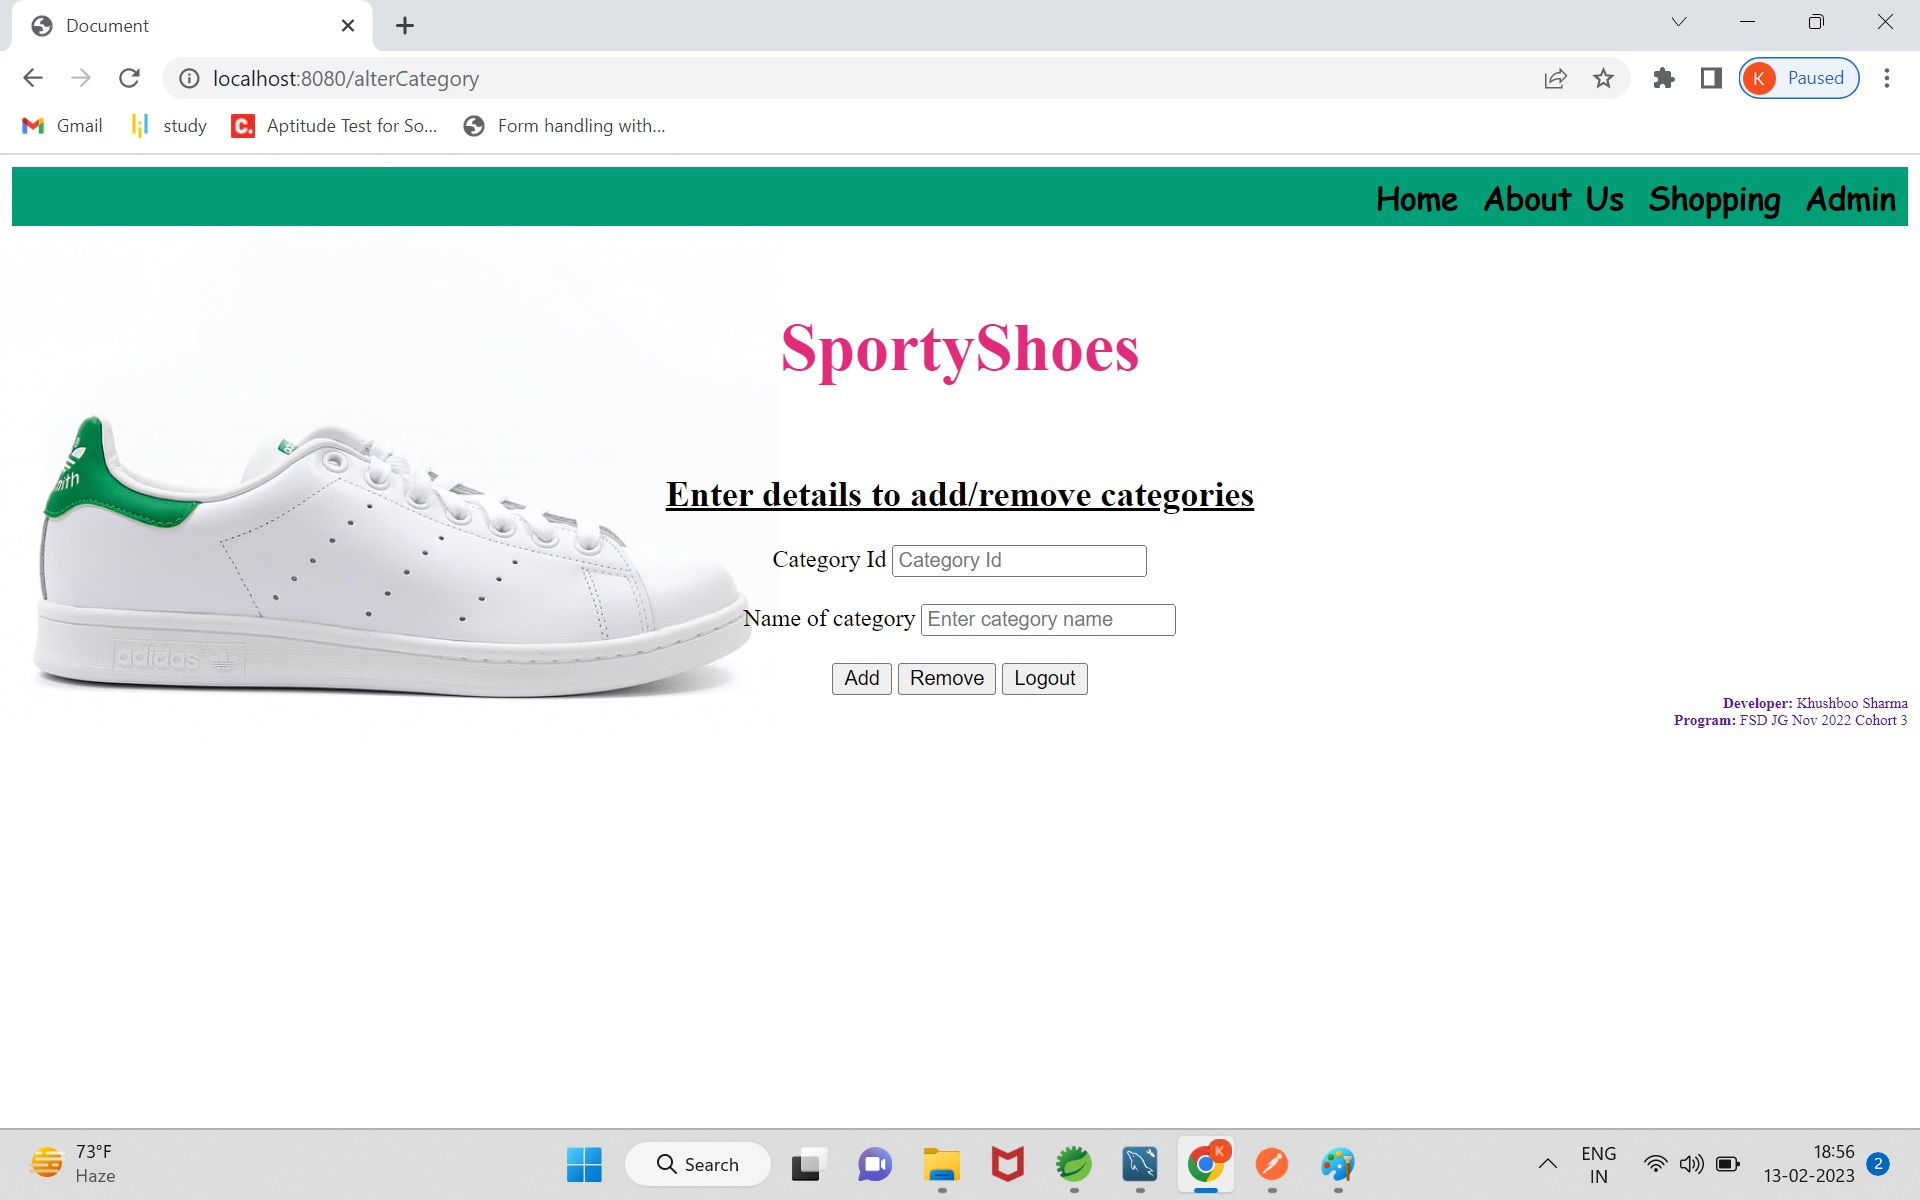 Document
localhost:8080/alterCategory
K Paused
Gmail study C. Aptitude Test for So... Form handling with...
Home About Us Shopping Admin
SportyShoes
Enter details to add/remove categories
Category Id Category Id
Name of category Enter category name
Add Remove Logout
mith
adidas
Developer: Khushboo Sharma
Program: FSD JG Nov 2022 Cohort 3
73°F
Haze
Search
K
ENG
IN
18:56
13-02-2023
2